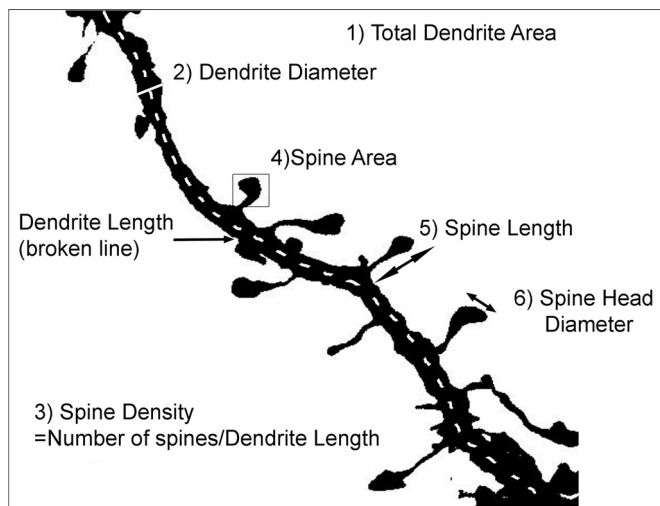 1) Total Dendrite Area
2) Dendrite Diameter
4)Spine Area
Dendrite Length
(broken line)
5) Spine Length
6) Spine Head
Diameter
3) Spine Density
=Number of spines/Dendrite Length